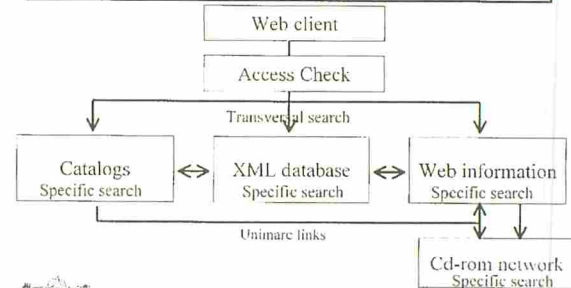 Web client
Access Check
Transversal search
Catalogs
Specific search
XML database
Specific search
Web information
Specific search
Unimarc links
Cd-rom network
Specific search